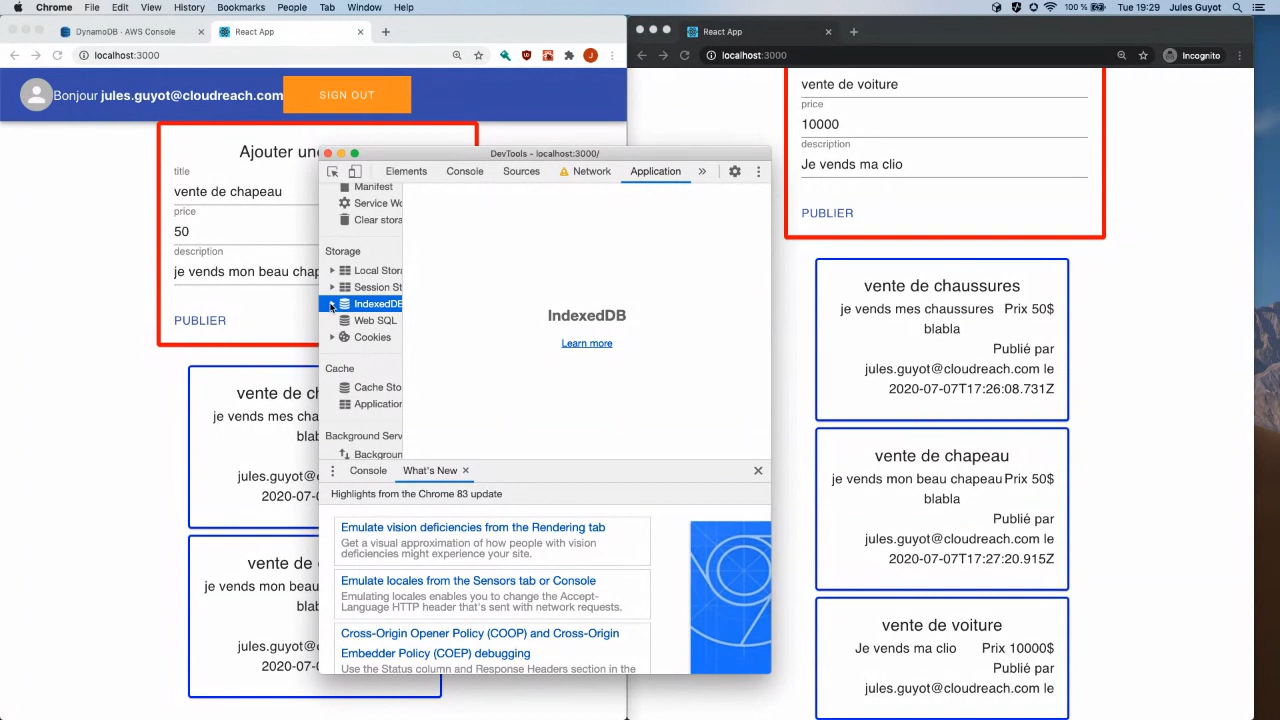 Chrome File Edit View History Bookmarks People Tab Window Help 100 % Tue 19:29 Jules Guyot
DynamoDB · AWS Console
React App
localhost:3000
Bonjour jules.guyot@cloudreach.com
SIGN OUT
Ajouter une
title
vente de chapeau
price
50
description
je vends mon beau chap
PUBLIER
vente de ch
je vends mes cha
blab
jules.guyot@c
2020-07-0
vente de
je vends mon beau
bla
jules.guyot@
2020-07-0
DevTools - localhost:3000/
Elements Console Sources Network Application
Manifest
Service Wo
Clear stora
Storage
Local Stora
Session St
IndexedDB
Web SQL
Cookies
Cache
Cache Sto
Application
Background Serv
Backgroun
IndexedDB
Learn more
Console What's New
Highlights from the Chrome 83 update
Emulate vision deficiencies from the Rendering tab
Get a visual approximation of how people with vision
deficiencies might experience your site.
Emulate locales from the Sensors tab or Console
Emulating locales enables you to change the Accept-
Language HTTP header that's sent with network requests.
Cross-Origin Opener Policy (COOP) and Cross-Origin
Embedder Policy (COEP) debugging
Use the Status column and Response Headers section in the
React App
localhost:3000
Incognito
vente de voiture
price
10000
description
Je vends ma clio
PUBLIER
vente de chaussures
je vends mes chaussures Prix 50$
blabla
Publié par
jules.guyot@cloudreach.com le
2020-07-07T17:26:08.731Z
vente de chapeau
je vends mon beau chapeau Prix 50$
blabla
Publié par
jules.guyot@cloudreach.com le
2020-07-07T17:27:20.915Z
vente de voiture
Je vends ma clio Prix 10000$
Publié par
jules.guyot@cloudreach.com le